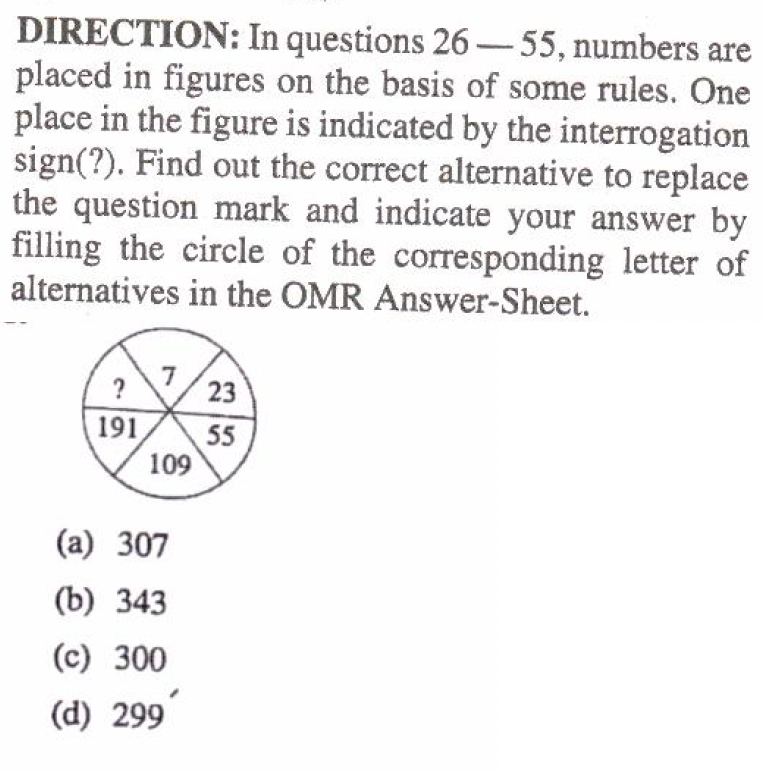 DIRECTION: In questions 26 — 55, numbers are
placed in figures on the basis of some rules. One
place in the figure is indicated by the interrogation
sign(?). Find out the correct alternative to replace
the question mark and indicate your answer by
filling the circle of the corresponding letter of
alternatives in the OMR Answer-Sheet.
7
? 23
191 55
109
(a) 307
(b) 343
(c) 300
(d) 299